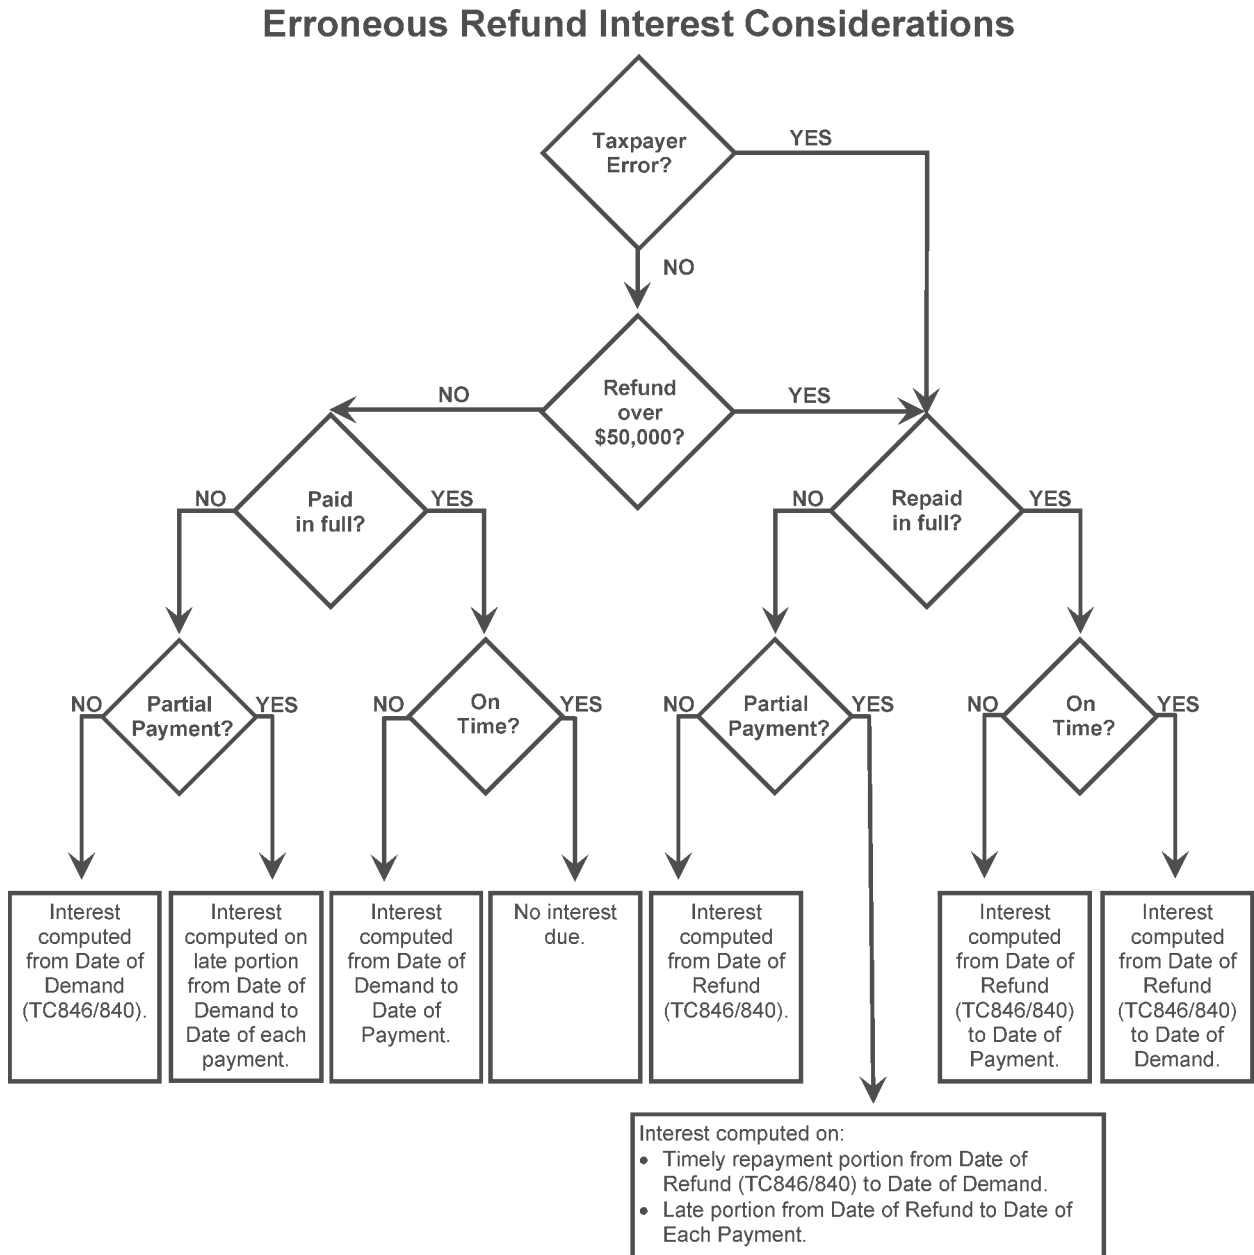 Erroneous Refund Interest Considerations
Taxpayer
Error?
YES
NO
Refund
over
$50,000?
NO
YES
Paid
in full?
NO
YES
Repaid
in full?
NO
YES
Partial
Payment?
NO
YES
On
Time?
NO
YES
Partial
Payment?
NO
YES
On
Time?
NO
YES
Interest
computed
from Date of
Demand
(TC846/840).
Interest
computed on
late portion
from Date of
Demand to
Date of each
payment.
Interest
computed
from Date of
Demand to
Date of
Payment.
No interest
due.
Interest
computed
from Date of
Refund
(TC846/840).
Interest
computed
from Date of
Refund
(TC846/840)
to Date of
Payment.
Interest
computed
from Date of
Refund
(TC846/840)
to Date of
Demand.
Interest computed on:
• Timely repayment portion from Date of
Refund (TC846/840) to Date of Demand.
• Late portion from Date of Refund to Date of
Each Payment.